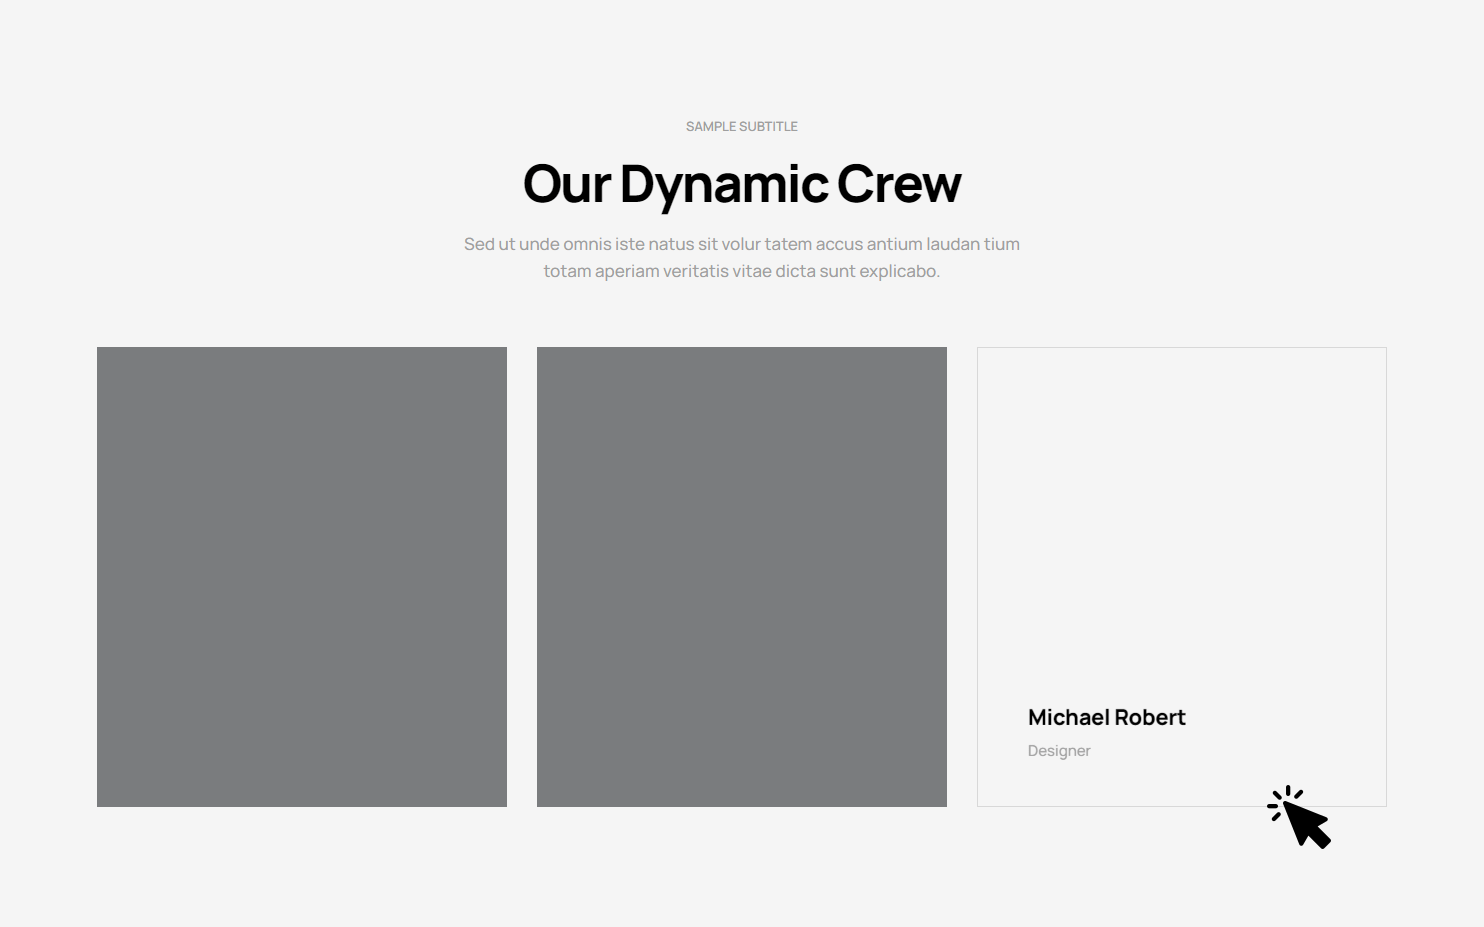 SAMPLE SUBTITLE
Our Dynamic Crew
Sed ut unde omnis iste natus sit volur tatem accus antium laudan tium
totam aperiam veritatis vitae dicta sunt explicabo.
Michael Robert
Designer